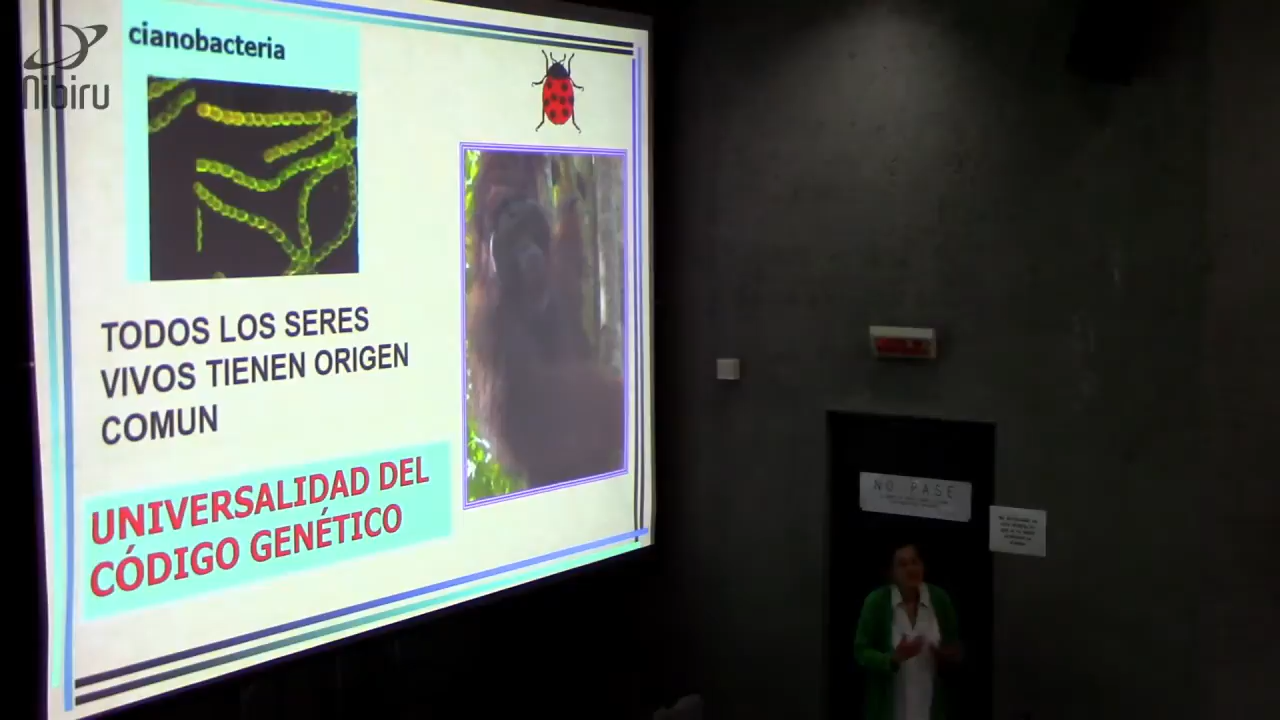 cianobacteria
Nibiru
TODOS LOS SERES
VIVOS TIENEN ORIGEN
COMUN
UNIVERSALIDAD DEL
CÓDIGO GENÉTICO
NO PASE